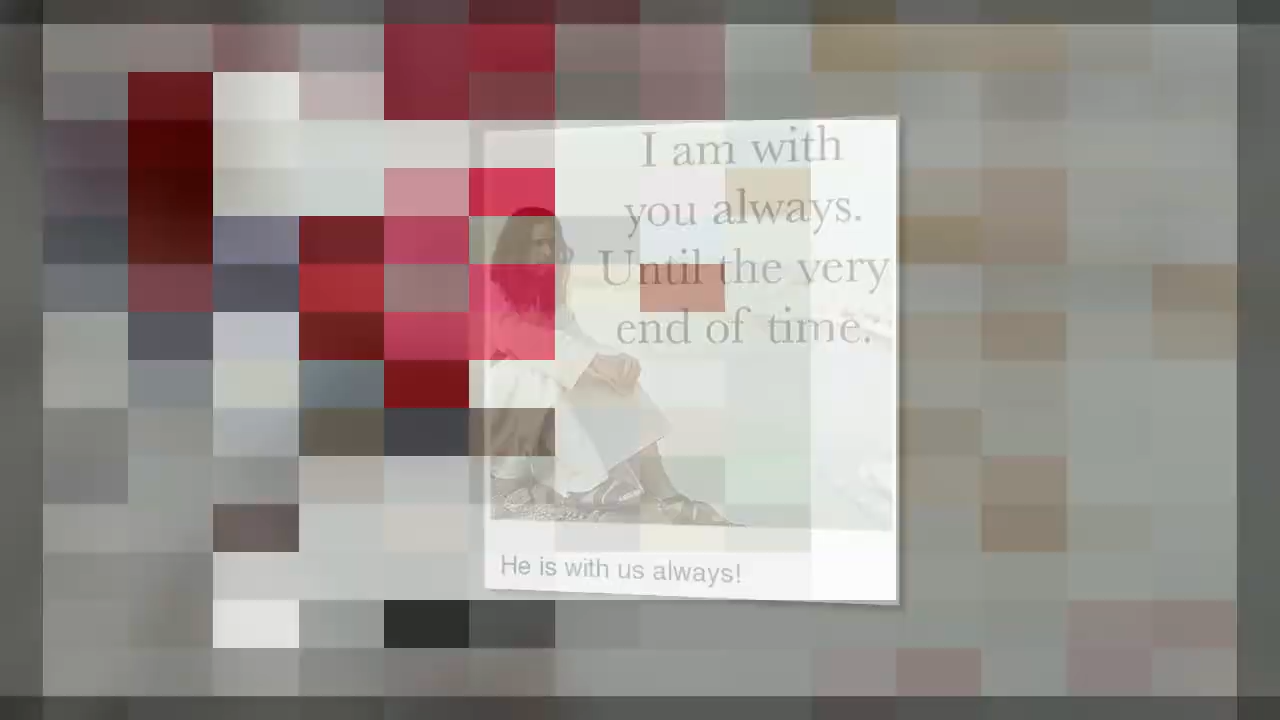 I am with
you always.
Until the very
end of time.
He is with us always!